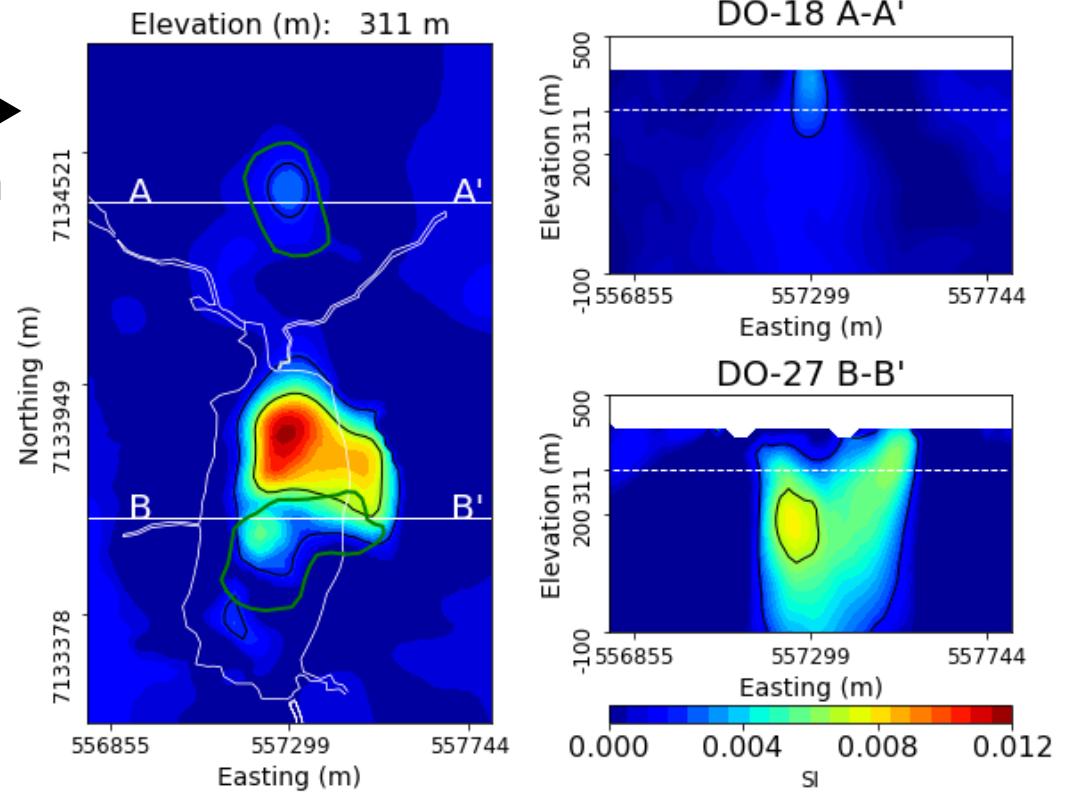 Elevation (m): 311 m
A
A'
B
B'
7134521
7133949
7133378
Northing (m)
556855 557299 557744
Easting (m)
DO-18 A-A'
500
311
200
-100
Elevation (m)
556855 557299 557744
Easting (m)
DO-27 B-B'
500
311
200
-100
Elevation (m)
556855 557299 557744
Easting (m)
0.000 0.004 0.008 0.012
SI